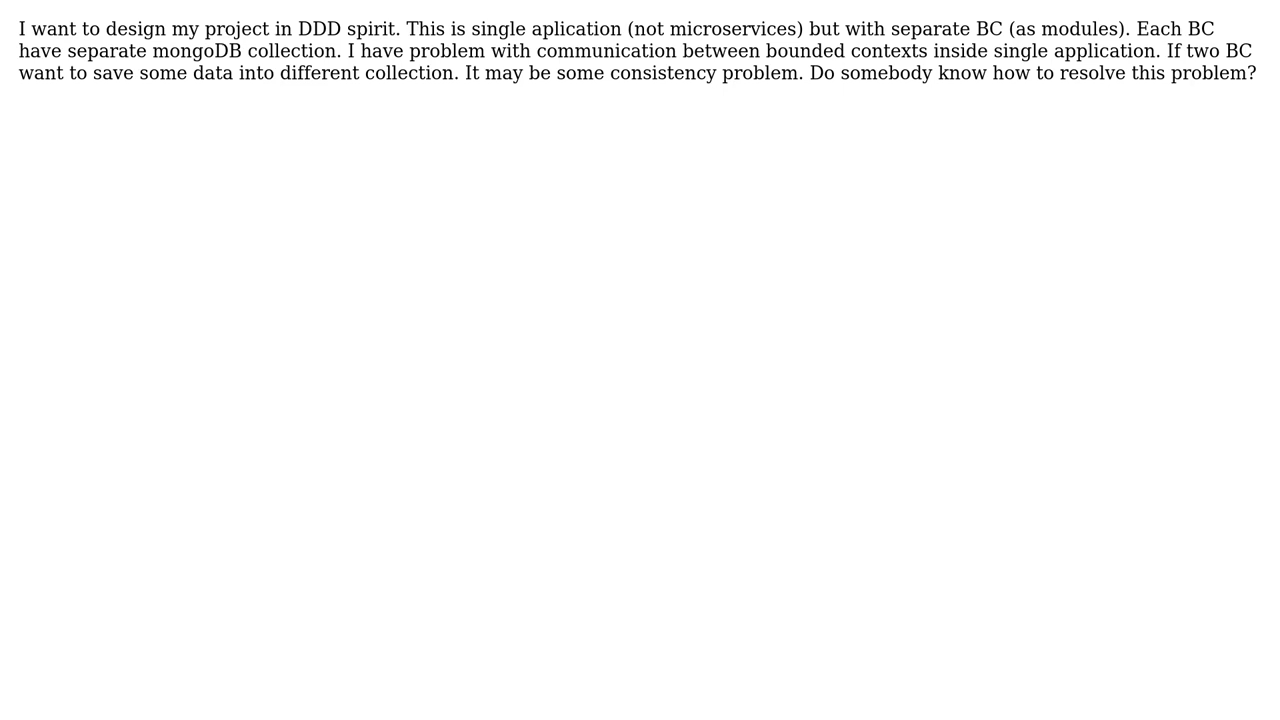 I want to design my project in DDD spirit. This is single aplication (not microservices) but with separate BC (as modules). Each BC
have separate mongoDB collection. I have problem with communication between bounded contexts inside single application. If two BC
want to save some data into different collection. It may be some consistency problem. Do somebody know how to resolve this problem?